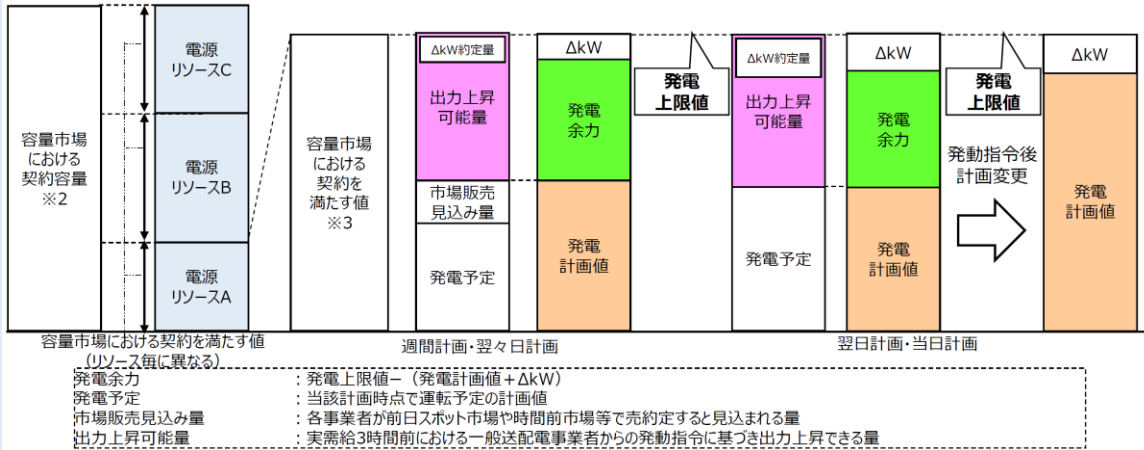 容量市場
における
契約容量
※2
電源
リソースC
電源
リソースB
電源
リソースA
容量市場における契約を満たす値
(リソース毎に異なる)
容量市場
における
契約を
満たす値
※3
ΔkW約定量
出力上昇
可能量
市場販売
見込み量
発電予定
ΔkW
発電
余力
発電
計画値
発電
上限値
週間計画・翌々日計画
ΔkW約定量
出力上昇
可能量
発電予定
ΔkW
発電
余力
発電
計画値
発電
上限値
発動指令後
計画変更
ΔkW
発電
計画値
翌日計画・当日計画
発電余力 : 発電上限値－（発電計画値+ΔkW）
発電予定 : 当該計画時点で運転予定の計画値
市場販売見込み量 : 各事業者が前日スポット市場や時間前市場等で売約定すると見込まれる量
出力上昇可能量 : 実需給3時間前における一般送配電事業者からの発動指令に基づき出力上昇できる量